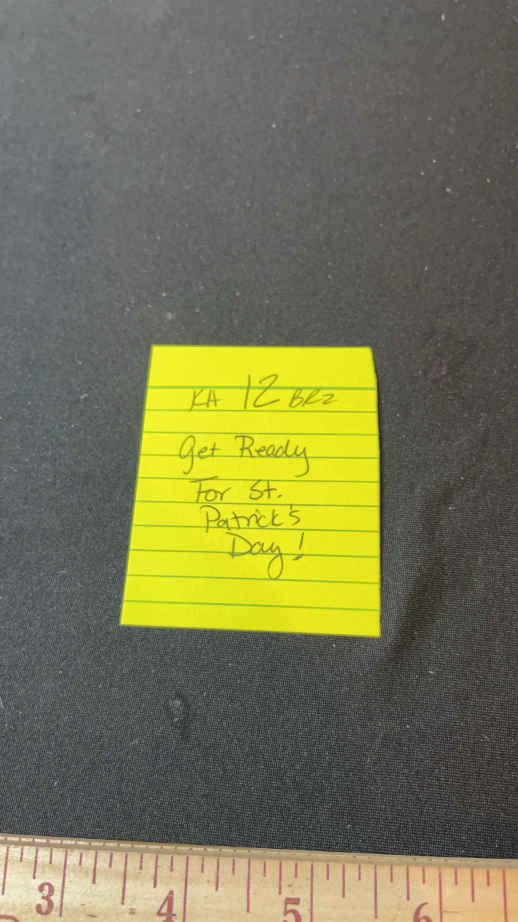 KA 12 BRZ
Get Ready
For St.
Patrick's
Day!
3 4 5 6